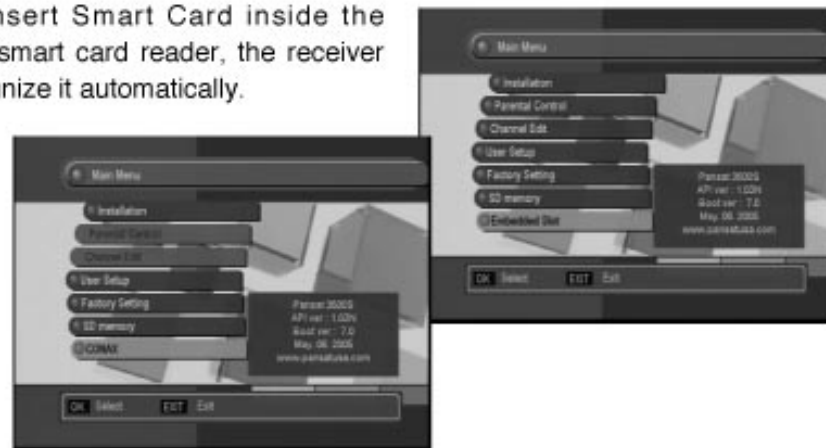 nsert Smart Card inside the
smart card reader, the receiver
nize it automatically.
Main Menu
Installation
Parental Control
Channel Edit
User Setup
Factory Setting
SD memory
Embedded Slot
Pansat 3500S
API ver : 1.02N
Boot ver : 7.0
May. 06. 2005
www.pansatusa.com
OK Select EXIT Exit
Main Menu
Installation
Parental Control
Channel Edit
User Setup
Factory Setting
SD memory
CONAX
Pansat 3500S
API ver : 1.02N
Boot ver : 7.0
May. 06. 2005
www.pansatusa.com
OK Select EXIT Exit